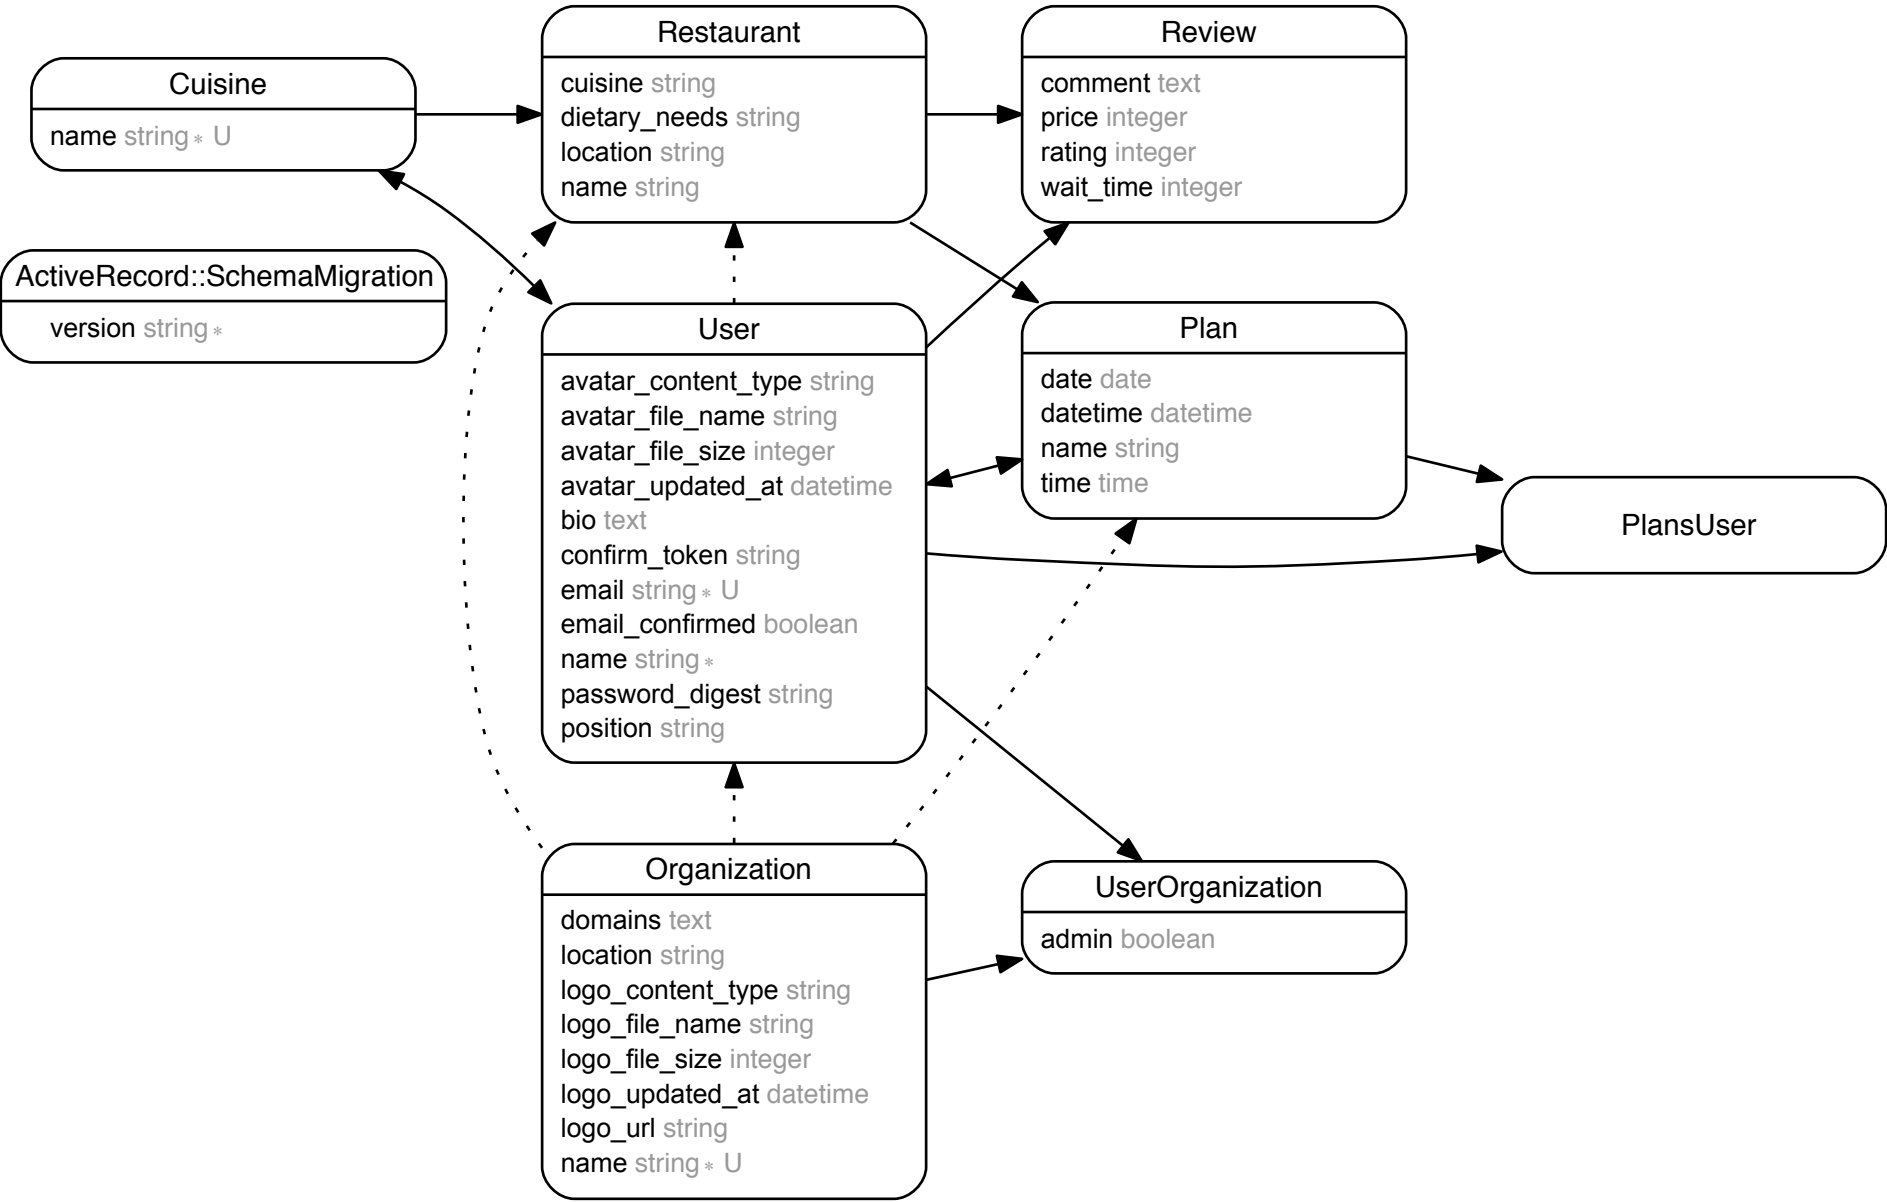 Cuisine
name string* U
ActiveRecord::SchemaMigration
version string*
Restaurant
cuisine string
dietary_needs string
location string
name string
Review
comment text
price integer
rating integer
wait_time integer
User
avatar_content_type string
avatar_file_name string
avatar_file_size integer
avatar_updated_at datetime
bio text
confirm_token string
email string* U
email_confirmed boolean
name string*
password_digest string
position string
Plan
date date
datetime datetime
name string
time time
PlansUser
Organization
domains text
location string
logo_content_type string
logo_file_name string
logo_file_size integer
logo_updated_at datetime
logo_url string
name string* U
UserOrganization
admin boolean